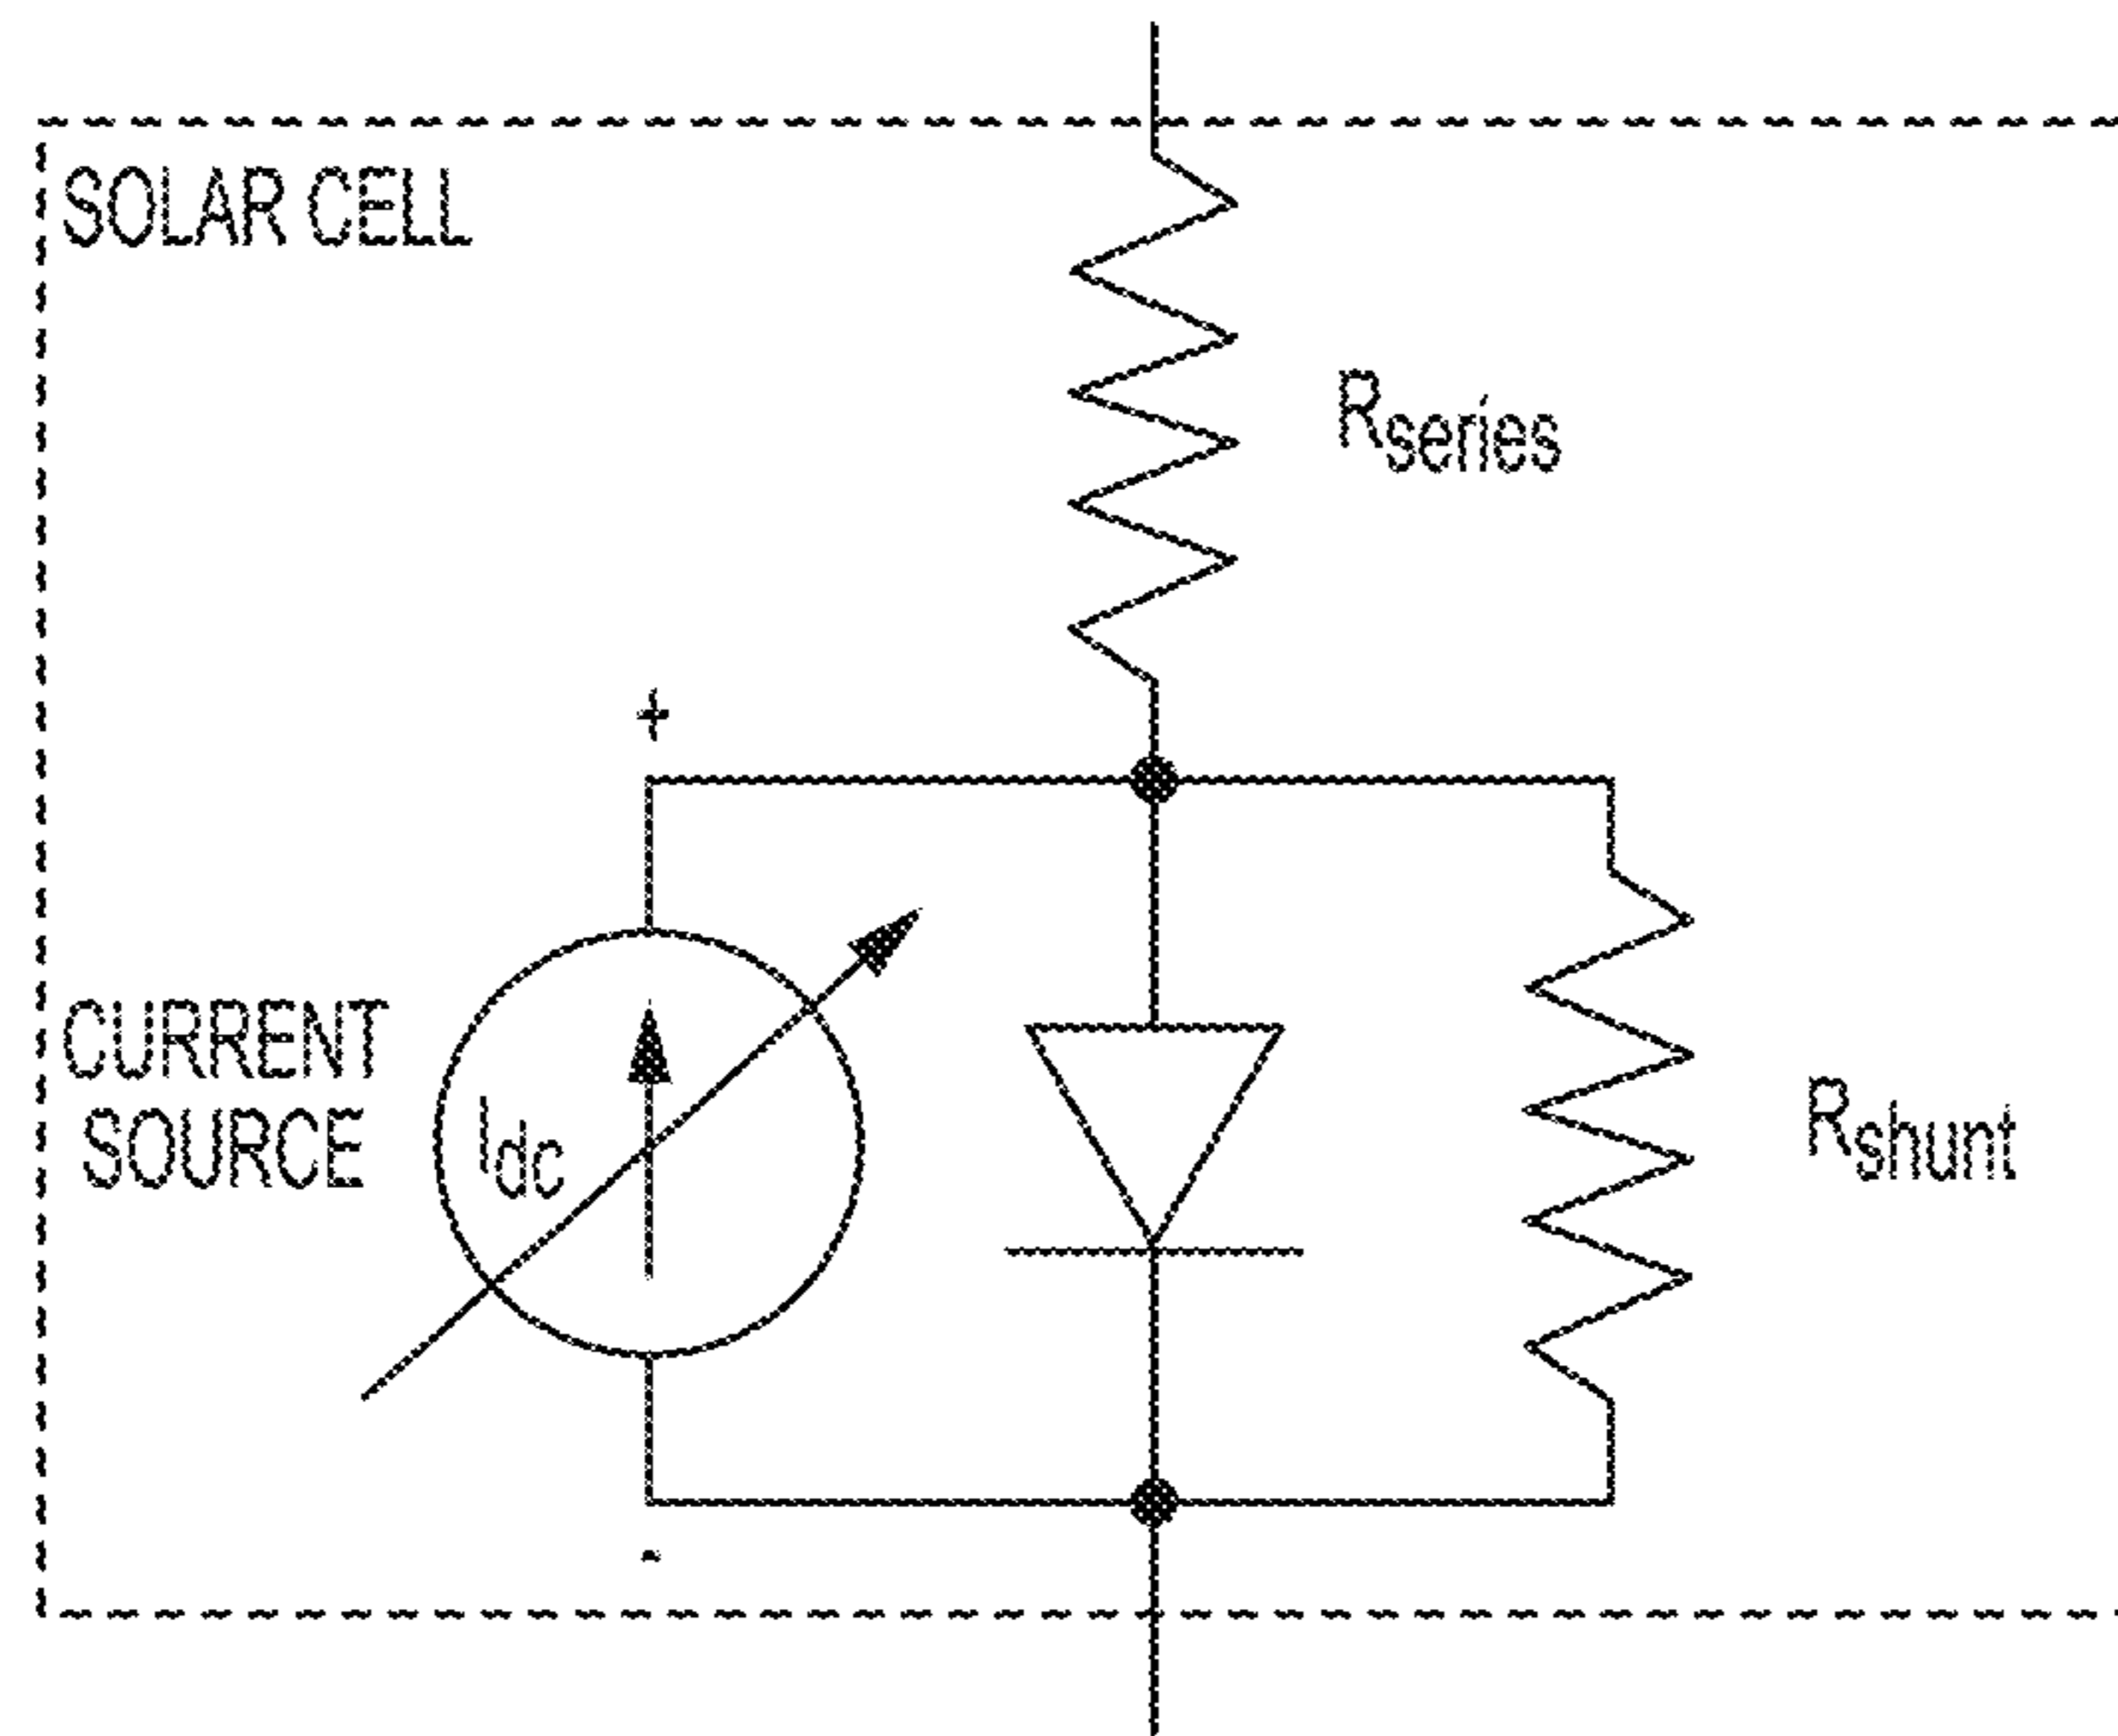 SOLAR CELL
Rseries
+
CURRENT
SOURCE
Idc
Rshunt
-